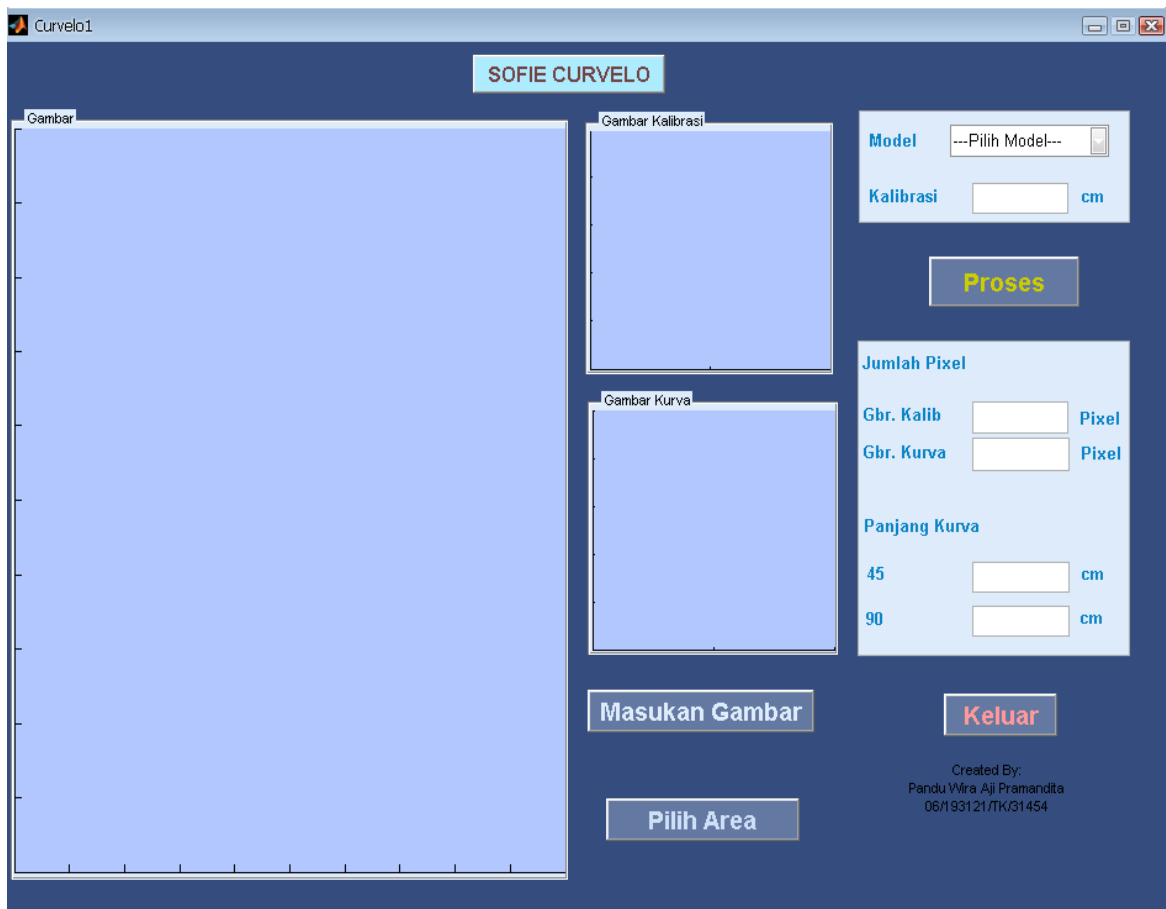 Curvelo1
SOFIE CURVELO
Gambar
Gambar Kalibrasi
Gambar Kurva
Masukan Gambar
Pilih Area
Model ---Pilih Model---
Kalibrasi cm
Proses
Jumlah Pixel
Gbr. Kalib Pixel
Gbr. Kurva Pixel
Panjang Kurva
45 cm
90 cm
Keluar
Created By:
Pandu Wira Aji Pramandita
06/193121/TK/31454